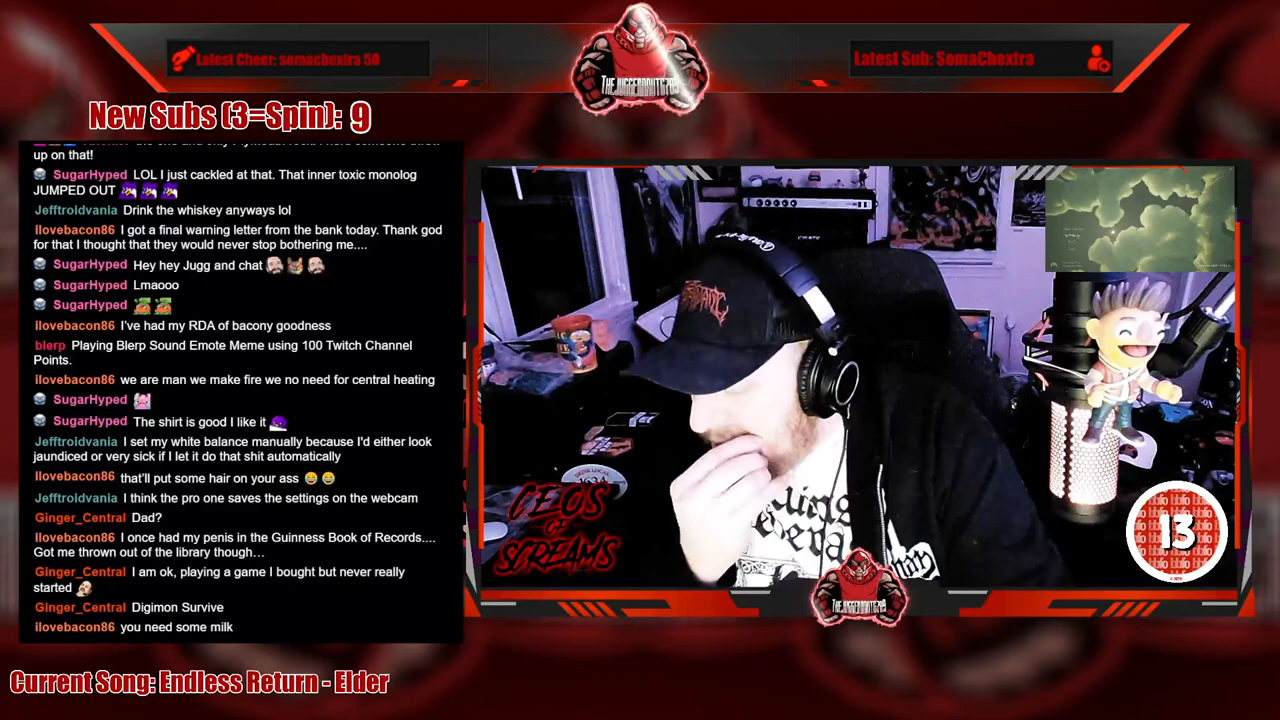 Latest Cheer: somachextra 50
Latest Sub: SomaChextra
THEJUGGERNAUT6789
New Subs (3=Spin): 9
up on that!
SugarHyped LOL I just cackled at that. That inner toxic monolog
JUMPED OUT
Jefftroldvania Drink the whiskey anyways lol
ilovebacon86 I got a final warning letter from the bank today. Thank god
for that I thought that they would never stop bothering me....
SugarHyped Hey hey Jugg and chat
SugarHyped Lmaooo
SugarHyped
ilovebacon86 I've had my RDA of bacony goodness
blerp Playing Blerp Sound Emote Meme using 100 Twitch Channel
Points.
ilovebacon86 we are man we make fire we no need for central heating
SugarHyped
SugarHyped The shirt is good I like it
Jefftroldvania I set my white balance manually because I'd either look
jaundiced or very sick if I let it do that shit automatically
ilovebacon86 that'll put some hair on your ass
Jefftroldvania I think the pro one saves the settings on the webcam
Ginger_Central Dad?
ilovebacon86 I once had my penis in the Guinness Book of Records....
Got me thrown out of the library though…
Ginger_Central I am ok, playing a game I bought but never really
started
Ginger_Central Digimon Survive
ilovebacon86 you need some milk
CEOS
OF
SCREAMS
13
Current Song: Endless Return - Elder